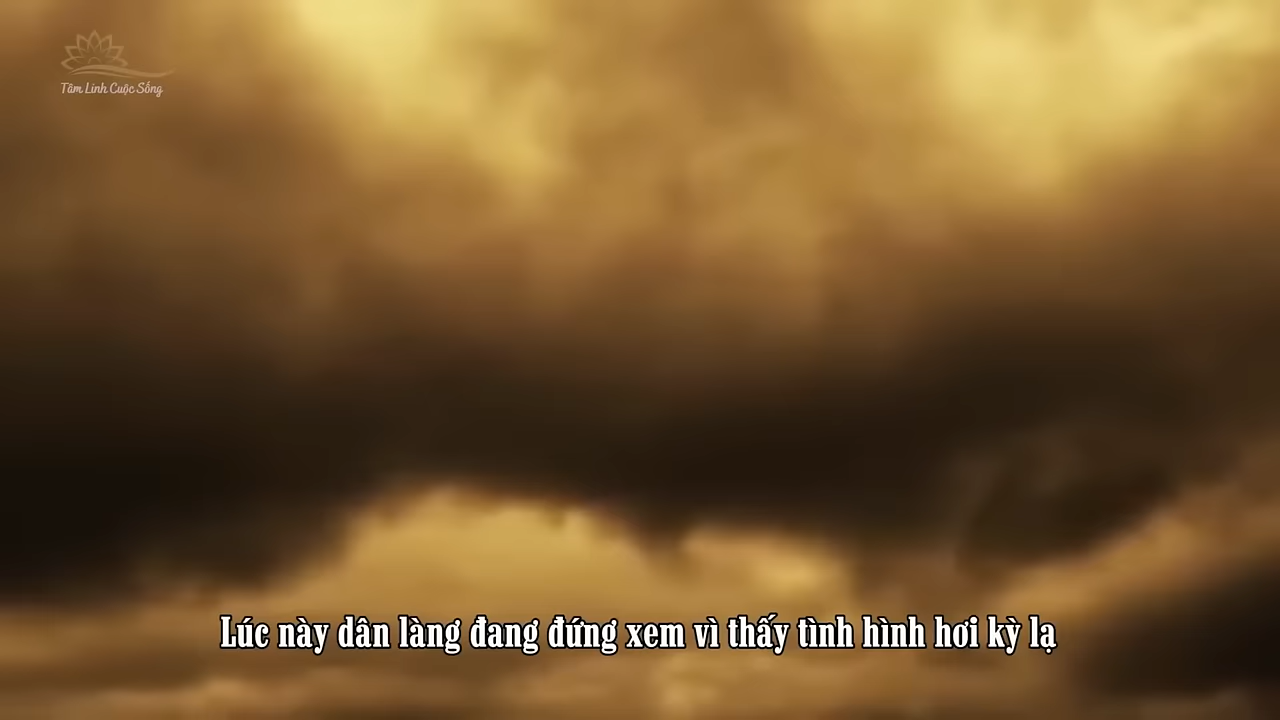 Tâm Linh Cuộc Sống
Lúc này dân làng đang đứng xem vì thấy tình hình hơi kỳ lạ